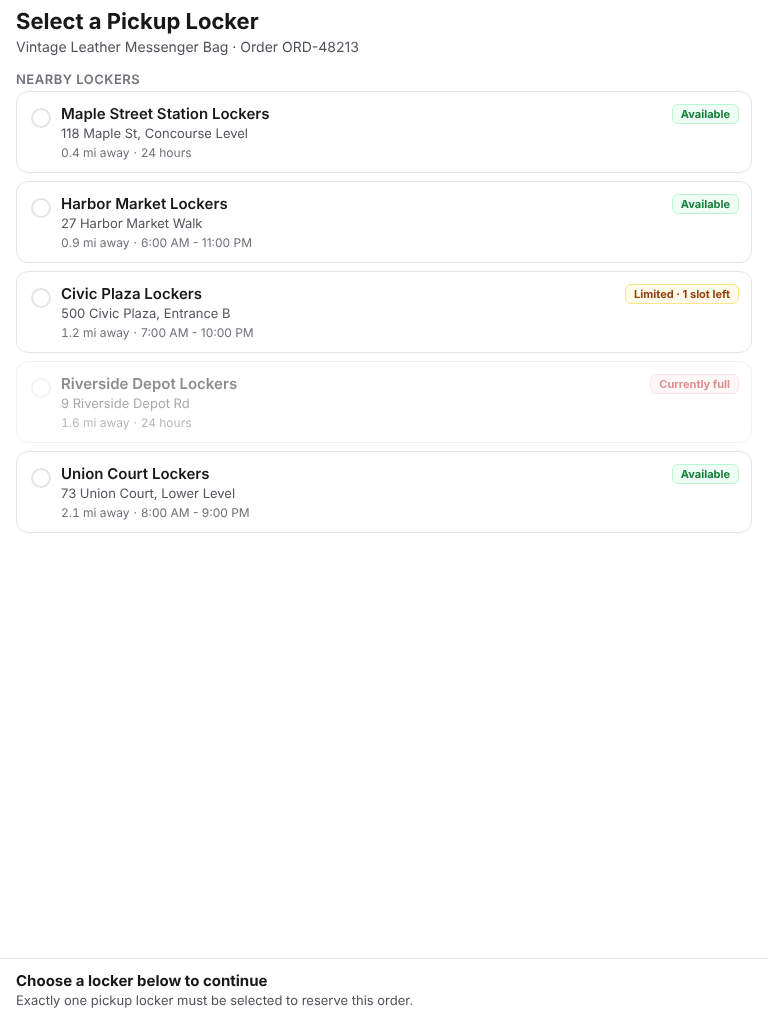 Select a Pickup Locker
Vintage Leather Messenger Bag · Order ORD-48213
NEARBY LOCKERS
Maple Street Station Lockers
Available
118 Maple St, Concourse Level
0.4 mi away · 24 hours
Harbor Market Lockers
Available
27 Harbor Market Walk
0.9 mi away · 6:00 AM - 11:00 PM
Civic Plaza Lockers
Limited · 1 slot left
500 Civic Plaza, Entrance B
1.2 mi away · 7:00 AM - 10:00 PM
Riverside Depot Lockers
Currently full
9 Riverside Depot Rd
1.6 mi away · 24 hours
Union Court Lockers
Available
73 Union Court, Lower Level
2.1 mi away · 8:00 AM - 9:00 PM
Choose a locker below to continue
Exactly one pickup locker must be selected to reserve this order.